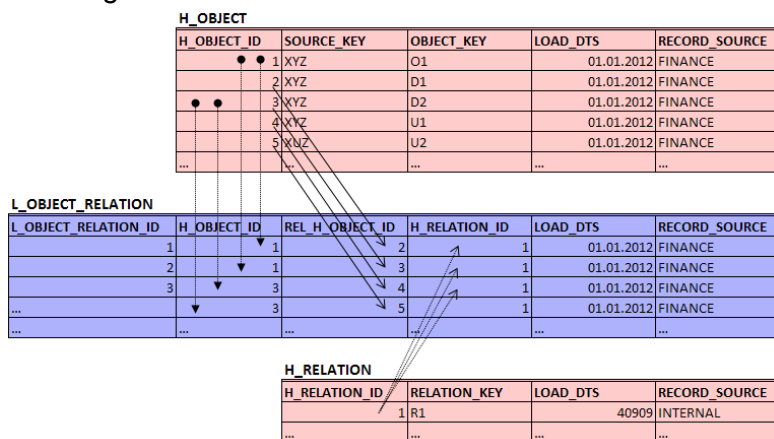 H_OBJECT
H_OBJECT_ID SOURCE_KEY OBJECT_KEY LOAD_DTS RECORD_SOURCE
1 XYZ O1 01.01.2012 FINANCE
2 XYZ D1 01.01.2012 FINANCE
3 XYZ D2 01.01.2012 FINANCE
4 XYZ U1 01.01.2012 FINANCE
5 XUZ U2 01.01.2012 FINANCE
... ... ... ... ...
L_OBJECT_RELATION
L_OBJECT_RELATION_ID H_OBJECT_ID REL_H_OBJECT_ID H_RELATION_ID LOAD_DTS RECORD_SOURCE
1 1 2 1 01.01.2012 FINANCE
2 1 3 1 01.01.2012 FINANCE
3 3 4 1 01.01.2012 FINANCE
... 3 5 1 01.01.2012 FINANCE
... ... ... ... ... ...
H_RELATION
H_RELATION_ID RELATION_KEY LOAD_DTS RECORD_SOURCE
1 R1 40909 INTERNAL
... ... ... ...